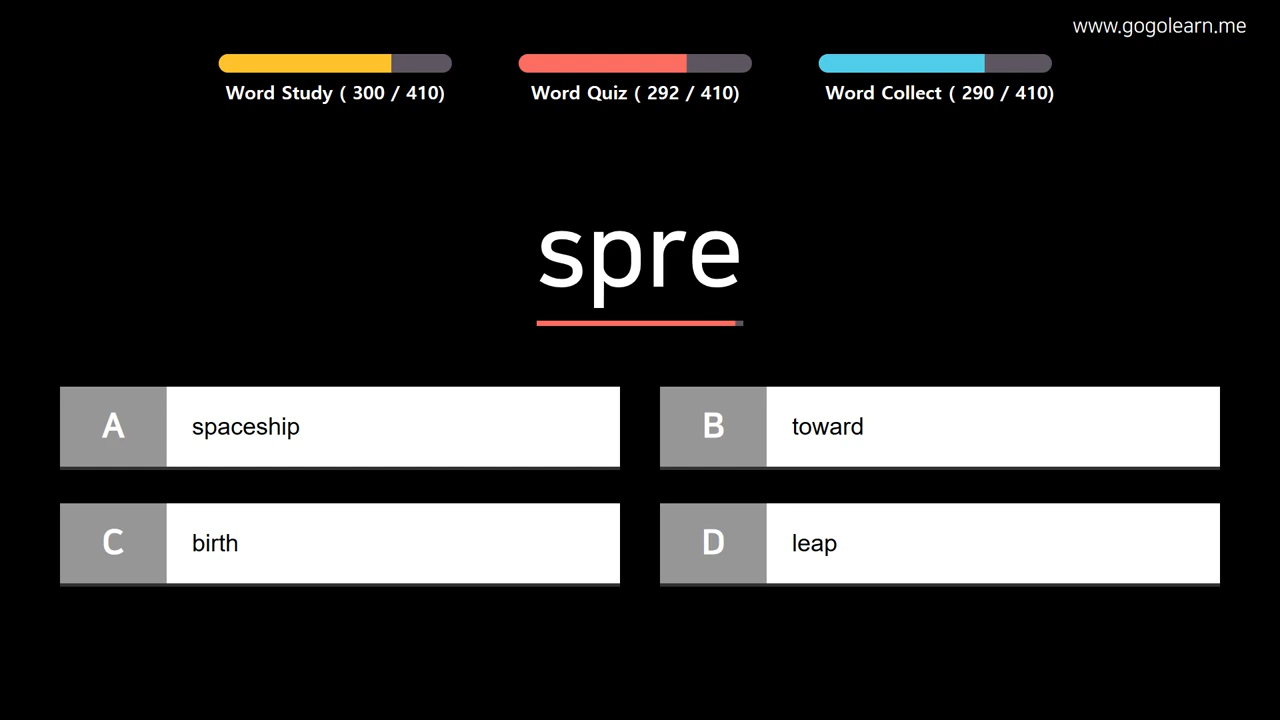 www.gogolearn.me
Word Study ( 300 / 410)
Word Quiz ( 292 / 410)
Word Collect ( 290 / 410)
spre
A spaceship
B toward
C birth
D leap